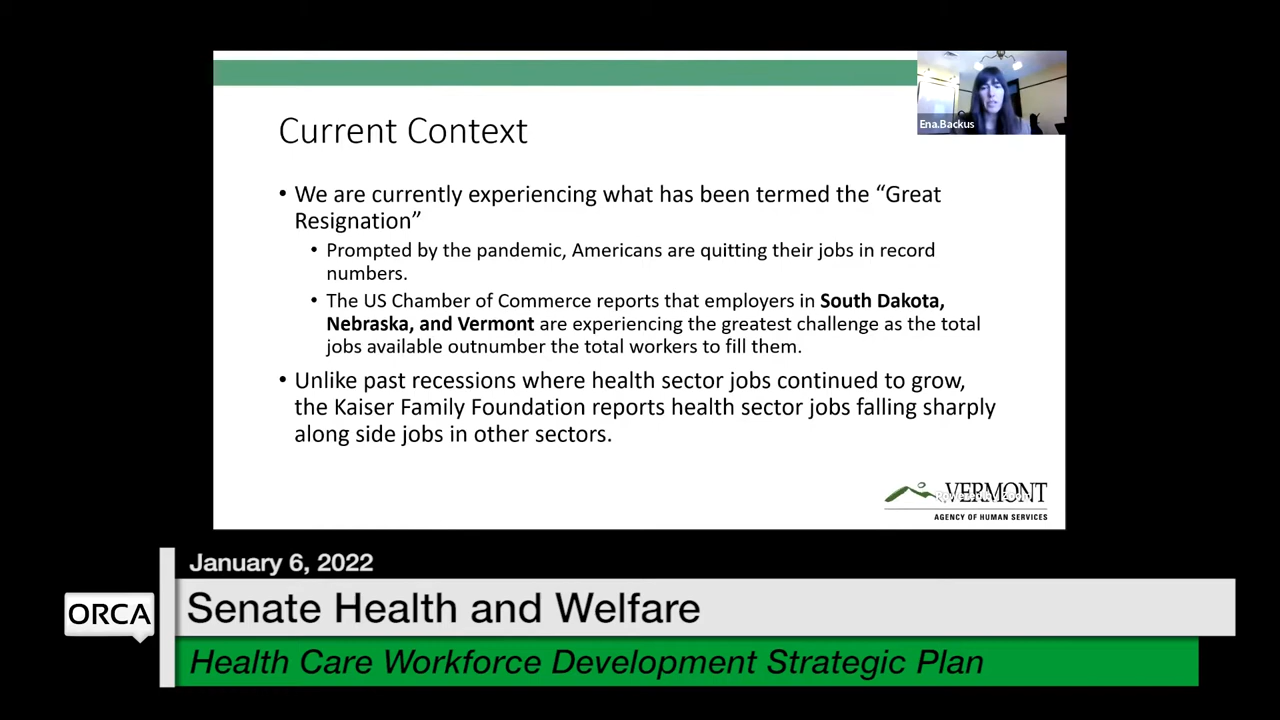 Ena.Backus
Current Context
• We are currently experiencing what has been termed the “Great
Resignation”
• Prompted by the pandemic, Americans are quitting their jobs in record
numbers.
• The US Chamber of Commerce reports that employers in South Dakota,
Nebraska, and Vermont are experiencing the greatest challenge as the total
jobs available outnumber the total workers to fill them.
• Unlike past recessions where health sector jobs continued to grow,
the Kaiser Family Foundation reports health sector jobs falling sharply
along side jobs in other sectors.
VERMONT
Powered by Zoom
AGENCY OF HUMAN SERVICES
January 6, 2022
ORCA
Senate Health and Welfare
Health Care Workforce Development Strategic Plan